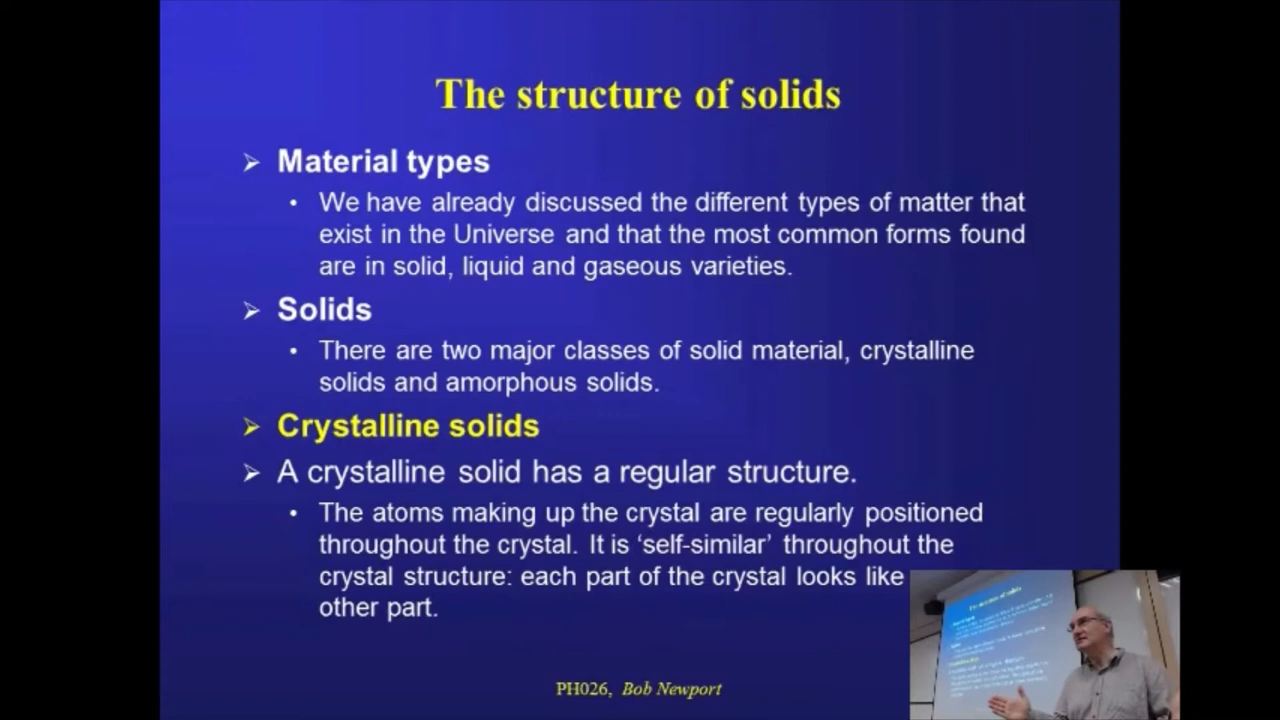 The structure of solids
➢ Material types
• We have already discussed the different types of matter that
exist in the Universe and that the most common forms found
are in solid, liquid and gaseous varieties.
➢ Solids
• There are two major classes of solid material, crystalline
solids and amorphous solids.
➢ Crystalline solids
➢ A crystalline solid has a regular structure.
• The atoms making up the crystal are regularly positioned
throughout the crystal. It is ‘self-similar’ throughout the
crystal structure: each part of the crystal looks like
other part.
PH026, Bob Newport
The structure of solids